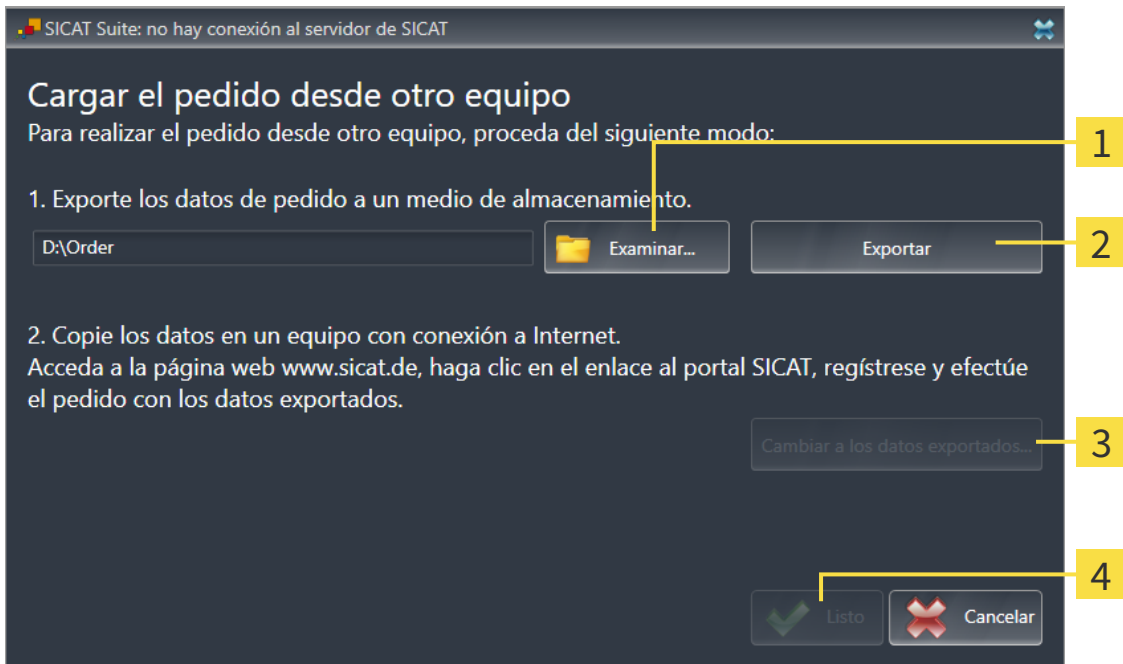 SICAT Suite: no hay conexión al servidor de SICAT
Cargar el pedido desde otro equipo
Para realizar el pedido desde otro equipo, proceda del siguiente modo:
1
1. Exporte los datos de pedido a un medio de almacenamiento.
D:\Order
Examinar...
Exportar
2
2. Copie los datos en un equipo con conexión a Internet.
Acceda a la página web www.sicat.de, haga clic en el enlace al portal SICAT, regístrese y efectúe
el pedido con los datos exportados.
Cambiar a los datos exportados...
3
4
Listo
Cancelar